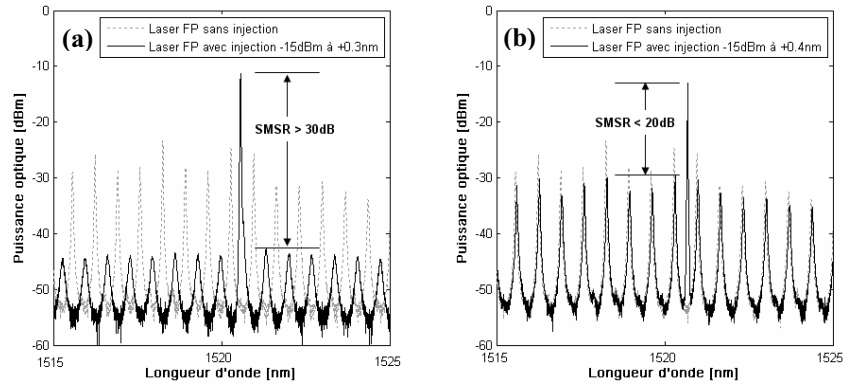 (a)
Laser FP sans injection
Laser FP avec injection -15dBm à +0.3nm
SMSR > 30dB
Puissance optique [dBm]
0
-10
-20
-30
-40
-50
-60
1515
1520
1525
Longueur d'onde [nm]
(b)
Laser FP sans injection
Laser FP avec injection -15dBm à +0.4nm
SMSR < 20dB
Puissance optique [dBm]
0
-10
-20
-30
-40
-50
-60
1515
1520
1525
Longueur d'onde [nm]